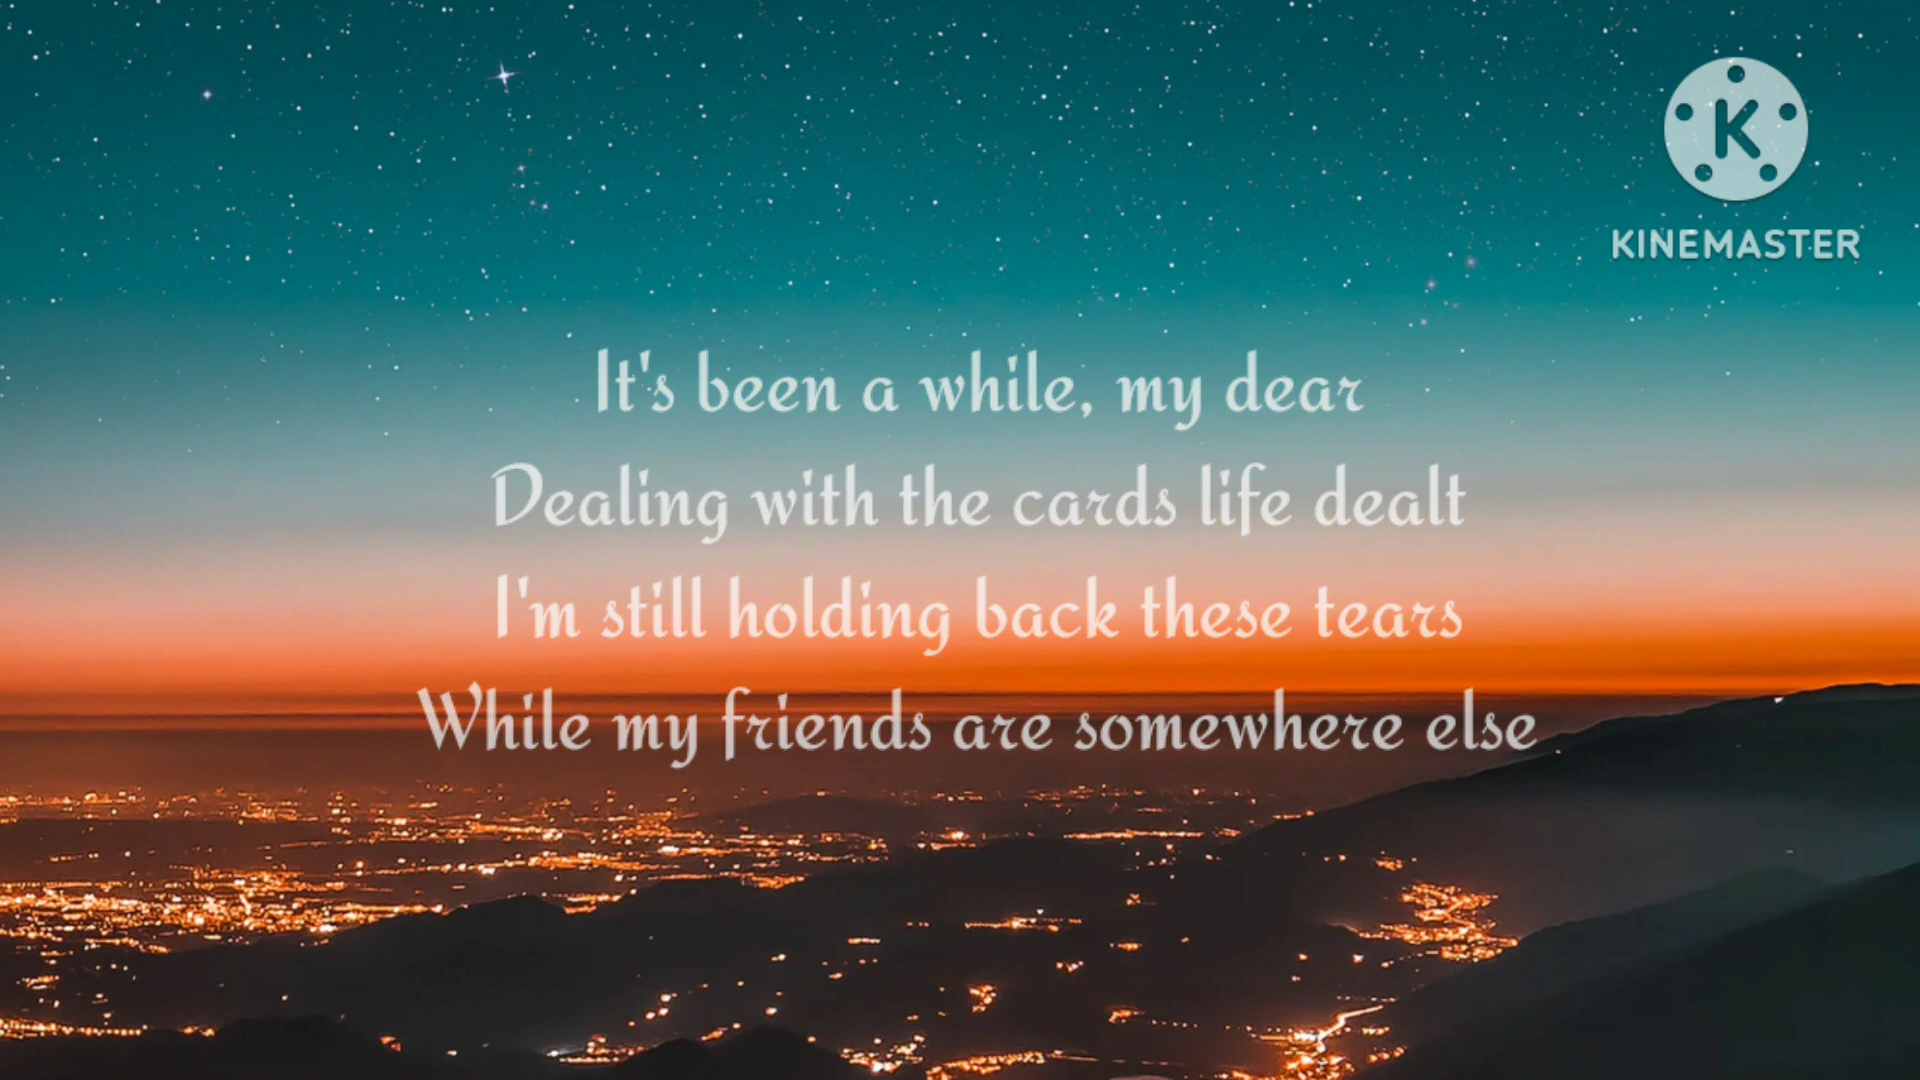 KINEMASTER
It's been a while, my dear
Dealing with the cards life dealt
I'm still holding back these tears
While my friends are somewhere else